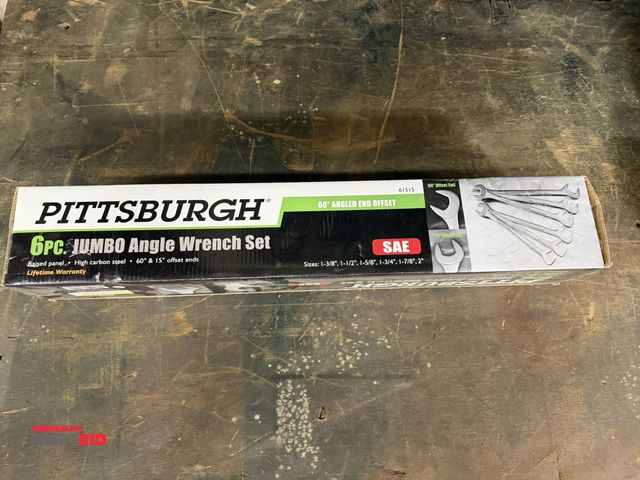 PITTSBURGH®
61515
60° ANGLED END OFFSET
60° Offset End
6PC. JUMBO Angle Wrench Set
SAE
Raised panel • High carbon steel • 60° & 15° offset ends
Sizes: 1-3/8", 1-1/2", 1-5/8", 1-3/4", 1-7/8", 2"
Lifetime Warranty
BID